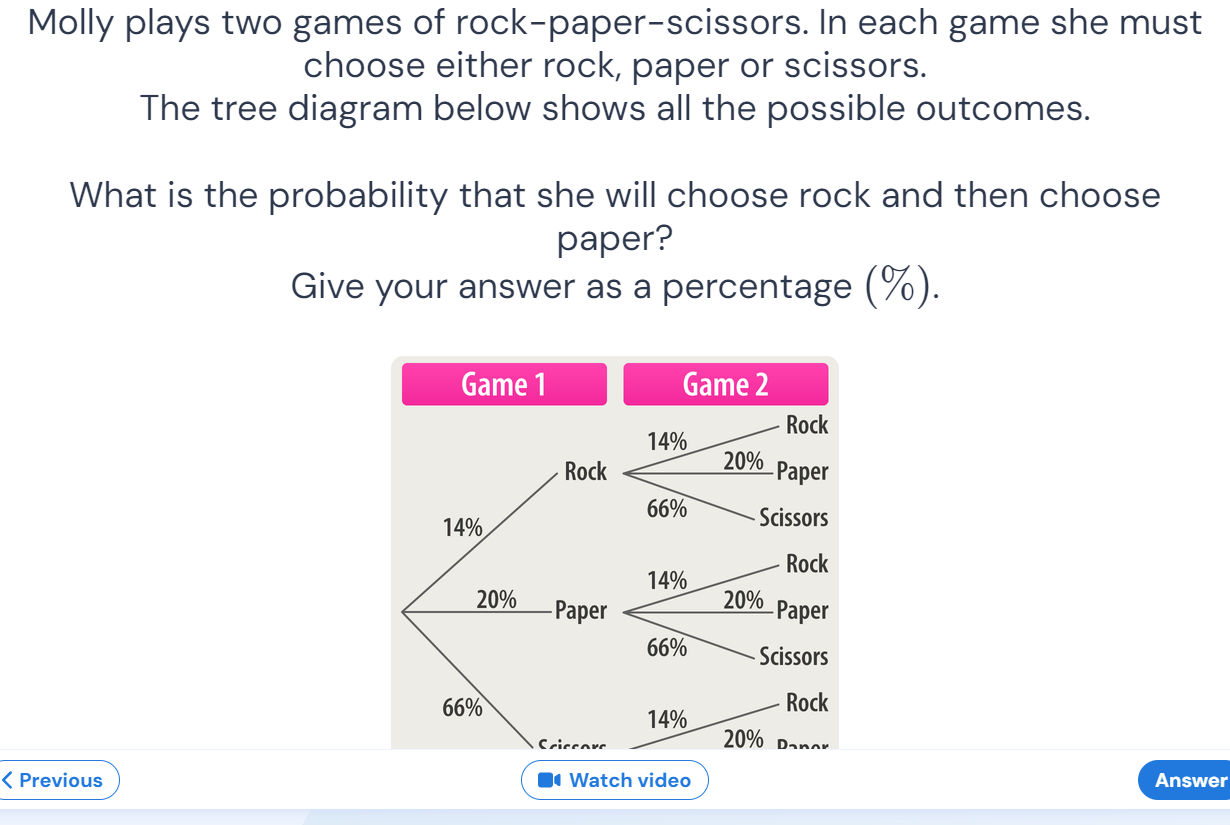 Molly plays two games of rock-paper-scissors. In each game she must
choose either rock, paper or scissors.
The tree diagram below shows all the possible outcomes.
What is the probability that she will choose rock and then choose
paper?
Give your answer as a percentage (%).
Game 1
Game 2
Rock
14%
20%
Paper
Rock
66%
Scissors
14%
Rock
14%
20%
Paper
20%
Paper
66%
Scissors
Rock
66%
14%
20%
Paper
Scissors
Previous
Watch video
Answer